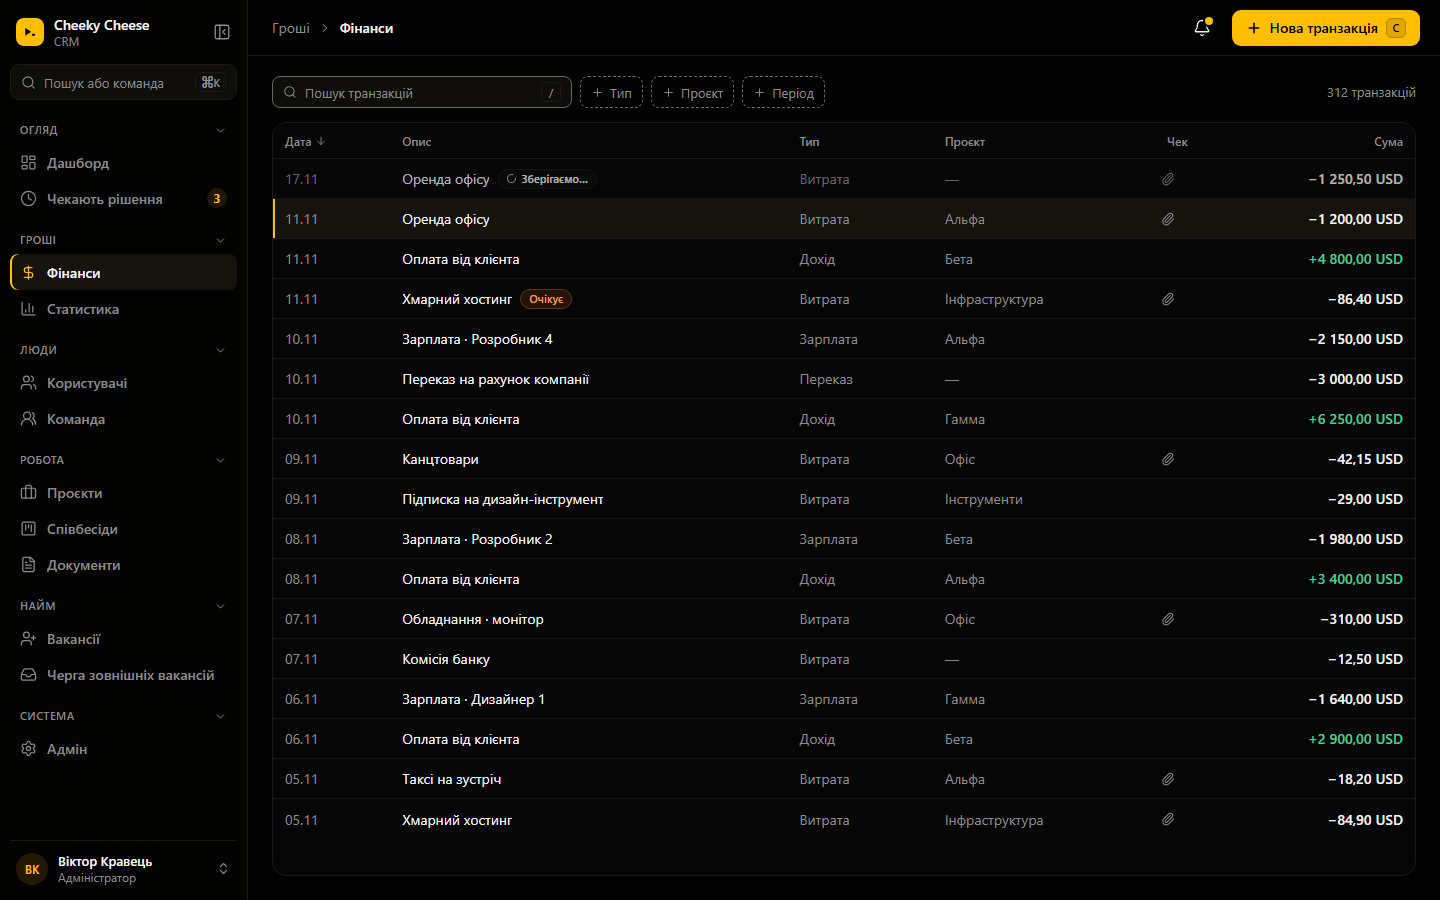 Cheeky Cheese
CRM
Пошук або команда ⌘K
ОГЛЯД
Дашборд
Чекають рішення 3
ГРОШІ
Фінанси
Статистика
ЛЮДИ
Користувачі
Команда
РОБОТА
Проєкти
Співбесіди
Документи
НАЙМ
Вакансії
Черга зовнішніх вакансій
СИСТЕМА
Адмін
ВК
Віктор Кравець
Адміністратор
Гроші > Фінанси
+ Нова транзакція C
Пошук транзакцій /
+ Тип
+ Проєкт
+ Період
312 транзакцій
Дата ↓ Опис Тип Проєкт Чек Сума
17.11 Оренда офісу Зберігаємо... Витрата — −1 250,50 USD
11.11 Оренда офісу Витрата Альфа −1 200,00 USD
11.11 Оплата від клієнта Дохід Бета +4 800,00 USD
11.11 Хмарний хостинг Очікує Витрата Інфраструктура −86,40 USD
10.11 Зарплата · Розробник 4 Зарплата Альфа −2 150,00 USD
10.11 Переказ на рахунок компанії Переказ — −3 000,00 USD
10.11 Оплата від клієнта Дохід Гамма +6 250,00 USD
09.11 Канцтовари Витрата Офіс −42,15 USD
09.11 Підписка на дизайн-інструмент Витрата Інструменти −29,00 USD
08.11 Зарплата · Розробник 2 Зарплата Бета −1 980,00 USD
08.11 Оплата від клієнта Дохід Альфа +3 400,00 USD
07.11 Обладнання · монітор Витрата Офіс −310,00 USD
07.11 Комісія банку Витрата — −12,50 USD
06.11 Зарплата · Дизайнер 1 Зарплата Гамма −1 640,00 USD
06.11 Оплата від клієнта Дохід Бета +2 900,00 USD
05.11 Таксі на зустріч Витрата Альфа −18,20 USD
05.11 Хмарний хостинг Витрата Інфраструктура −84,90 USD